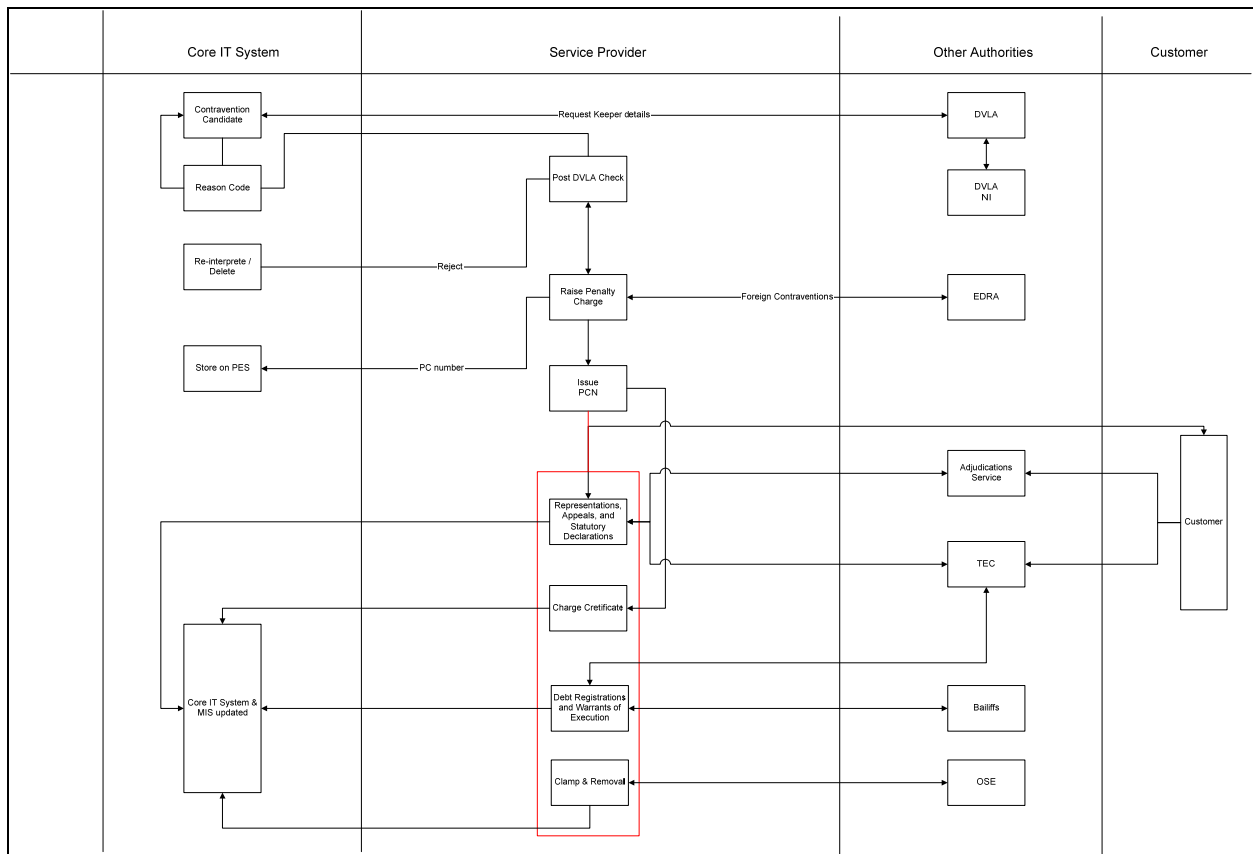 Core IT System
Service Provider
Other Authorities
Customer
Contravention
Candidate
Request Keeper details
DVLA
Reason Code
Post DVLA Check
DVLA
NI
Re-interprete /
Delete
Reject
Raise Penalty
Charge
Foreign Contraventions
EDRA
Store on PES
PC number
Issue
PCN
Adjudications
Service
Representations,
Appeals, and
Statutory
Declarations
Customer
TEC
Charge Cretificate
Core IT System &
MIS updated
Debt Registrations
and Warrants of
Execution
Bailiffs
Clamp & Removal
OSE